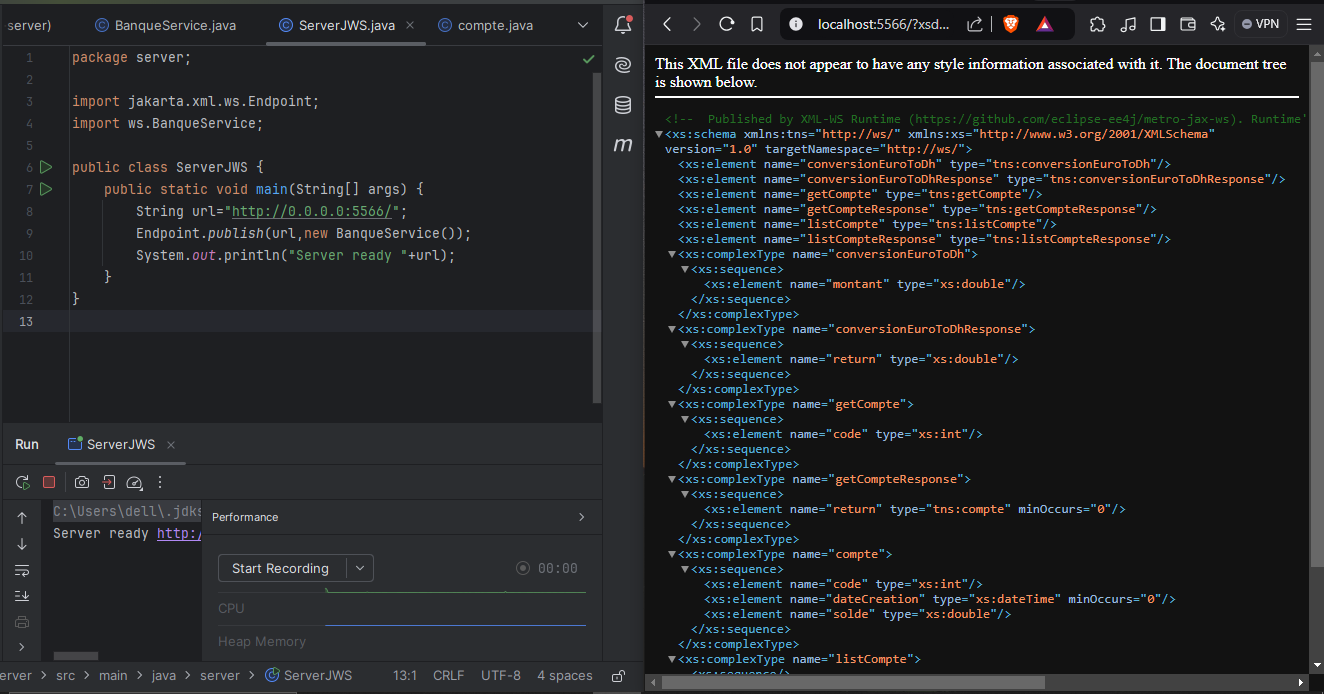 -server)
BanqueService.java
ServerJWS.java
compte.java
1 package server;
2
3 import jakarta.xml.ws.Endpoint;
4 import ws.BanqueService;
5
6 public class ServerJWS {
7 public static void main(String[] args) {
8 String url="http://0.0.0.0:5566/";
9 Endpoint.publish(url,new BanqueService());
10 System.out.println("Server ready "+url);
11 }
12 }
13
m
Run
ServerJWS
C:\Users\dell\.jdks
Server ready http:/
Performance
Start Recording
00:00
CPU
Heap Memory
erver > src > main > java > server > ServerJWS
13:1 CRLF UTF-8 4 spaces
localhost:5566/?xsd...
VPN
This XML file does not appear to have any style information associated with it. The document tree
is shown below.
<!-- Published by XML-WS Runtime (https://github.com/eclipse-ee4j/metro-jax-ws). Runtime'
<xs:schema xmlns:tns="http://ws/" xmlns:xs="http://www.w3.org/2001/XMLSchema"
version="1.0" targetNamespace="http://ws/">
<xs:element name="conversionEuroToDh" type="tns:conversionEuroToDh"/>
<xs:element name="conversionEuroToDhResponse" type="tns:conversionEuroToDhResponse"/>
<xs:element name="getCompte" type="tns:getCompte"/>
<xs:element name="getCompteResponse" type="tns:getCompteResponse"/>
<xs:element name="listCompte" type="tns:listCompte"/>
<xs:element name="listCompteResponse" type="tns:listCompteResponse"/>
<xs:complexType name="conversionEuroToDh">
<xs:sequence>
<xs:element name="montant" type="xs:double"/>
</xs:sequence>
</xs:complexType>
<xs:complexType name="conversionEuroToDhResponse">
<xs:sequence>
<xs:element name="return" type="xs:double"/>
</xs:sequence>
</xs:complexType>
<xs:complexType name="getCompte">
<xs:sequence>
<xs:element name="code" type="xs:int"/>
</xs:sequence>
</xs:complexType>
<xs:complexType name="getCompteResponse">
<xs:sequence>
<xs:element name="return" type="tns:compte" minOccurs="0"/>
</xs:sequence>
</xs:complexType>
<xs:complexType name="compte">
<xs:sequence>
<xs:element name="code" type="xs:int"/>
<xs:element name="dateCreation" type="xs:dateTime" minOccurs="0"/>
<xs:element name="solde" type="xs:double"/>
</xs:sequence>
</xs:complexType>
<xs:complexType name="listCompte">
<xs:sequence/>